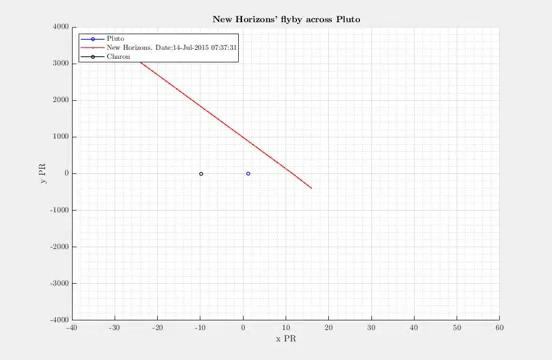 New Horizons' flyby across Pluto
Pluto
New Horizons. Date:14-Jul-2015 07:37:31
Charon
4000
3000
2000
1000
0
-1000
-2000
-3000
-4000
y PR
-40 -30 -20 -10 0 10 20 30 40 50 60
x PR